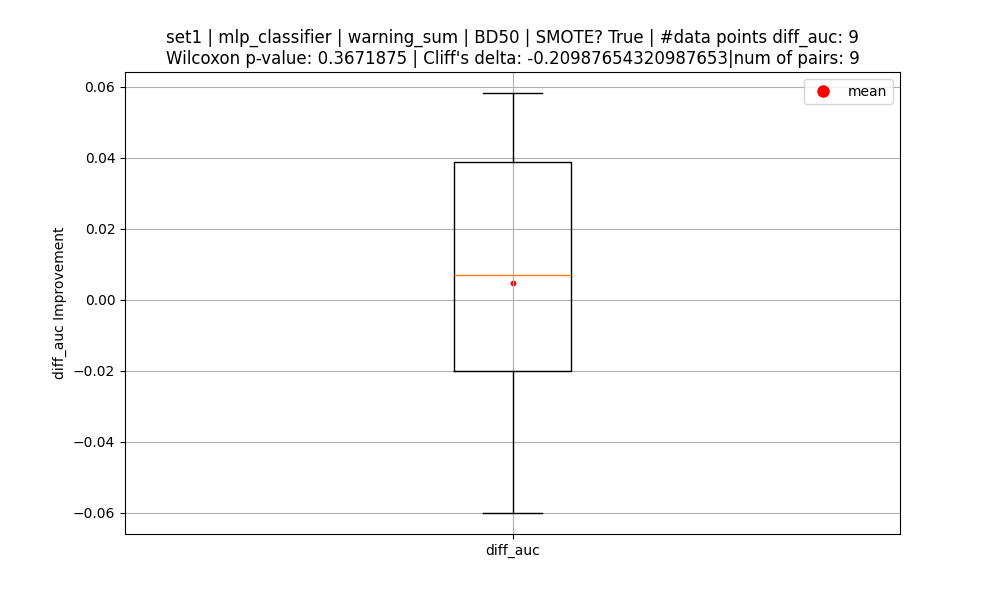 set1 | mlp_classifier | warning_sum | BD50 | SMOTE? True | #data points diff_auc: 9
Wilcoxon p-value: 0.3671875 | Cliff's delta: -0.20987654320987653|num of pairs: 9
mean
0.06
0.04
0.02
0.00
−0.02
−0.04
−0.06
diff_auc Improvement
diff_auc